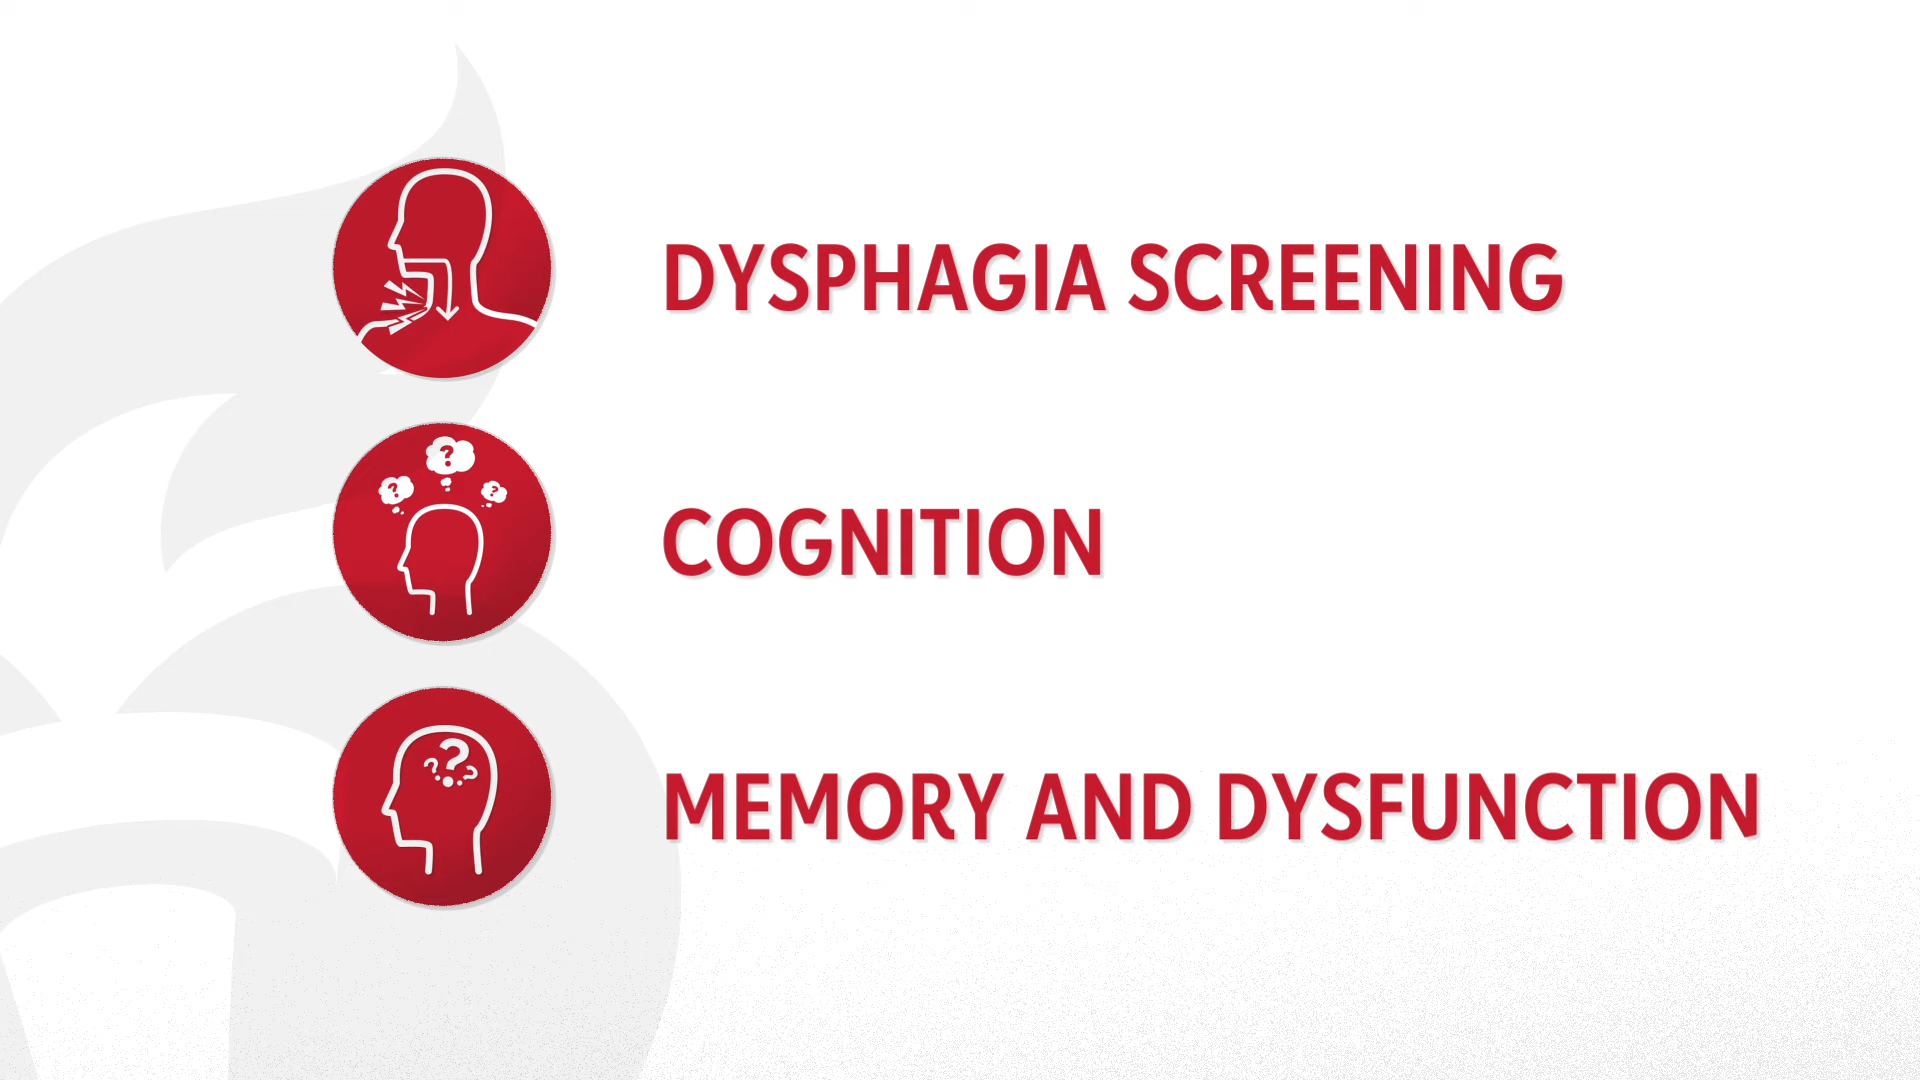 DYSPHAGIA SCREENING
? ? ?
COGNITION
? ? ?
MEMORY AND DYSFUNCTION